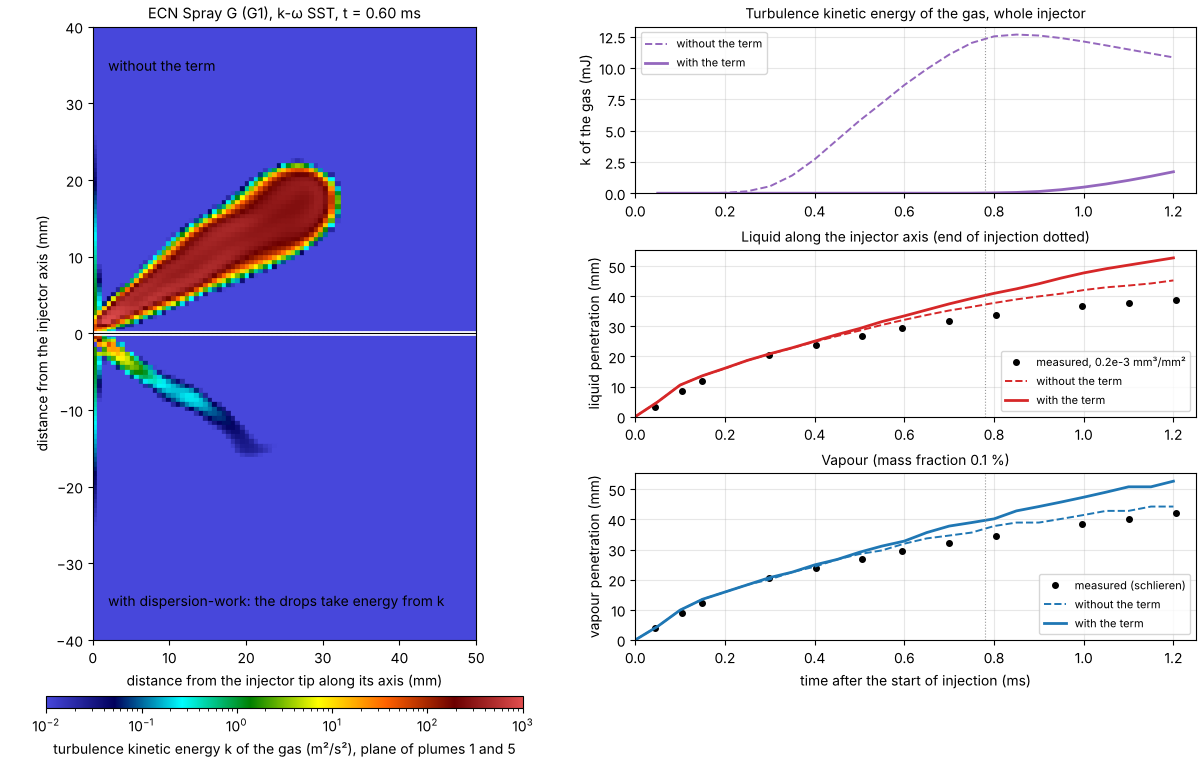 ECN Spray G (G1), k-ω SST, t = 0.60 ms
40
30
20
10
0
−10
−20
−30
−40
without the term
with dispersion-work: the drops take energy from k
distance from the injector axis (mm)
0 10 20 30 40 50
distance from the injector tip along its axis (mm)
10⁻² 10⁻¹ 10⁰ 10¹ 10² 10³
turbulence kinetic energy k of the gas (m²/s²), plane of plumes 1 and 5
Turbulence kinetic energy of the gas, whole injector
k of the gas (mJ)
12.5
10.0
7.5
5.0
2.5
0.0
without the term
with the term
0.0 0.2 0.4 0.6 0.8 1.0 1.2
Liquid along the injector axis (end of injection dotted)
liquid penetration (mm)
50
40
30
20
10
0
measured, 0.2e-3 mm³/mm²
without the term
with the term
0.0 0.2 0.4 0.6 0.8 1.0 1.2
Vapour (mass fraction 0.1 %)
vapour penetration (mm)
50
40
30
20
10
0
measured (schlieren)
without the term
with the term
0.0 0.2 0.4 0.6 0.8 1.0 1.2
time after the start of injection (ms)